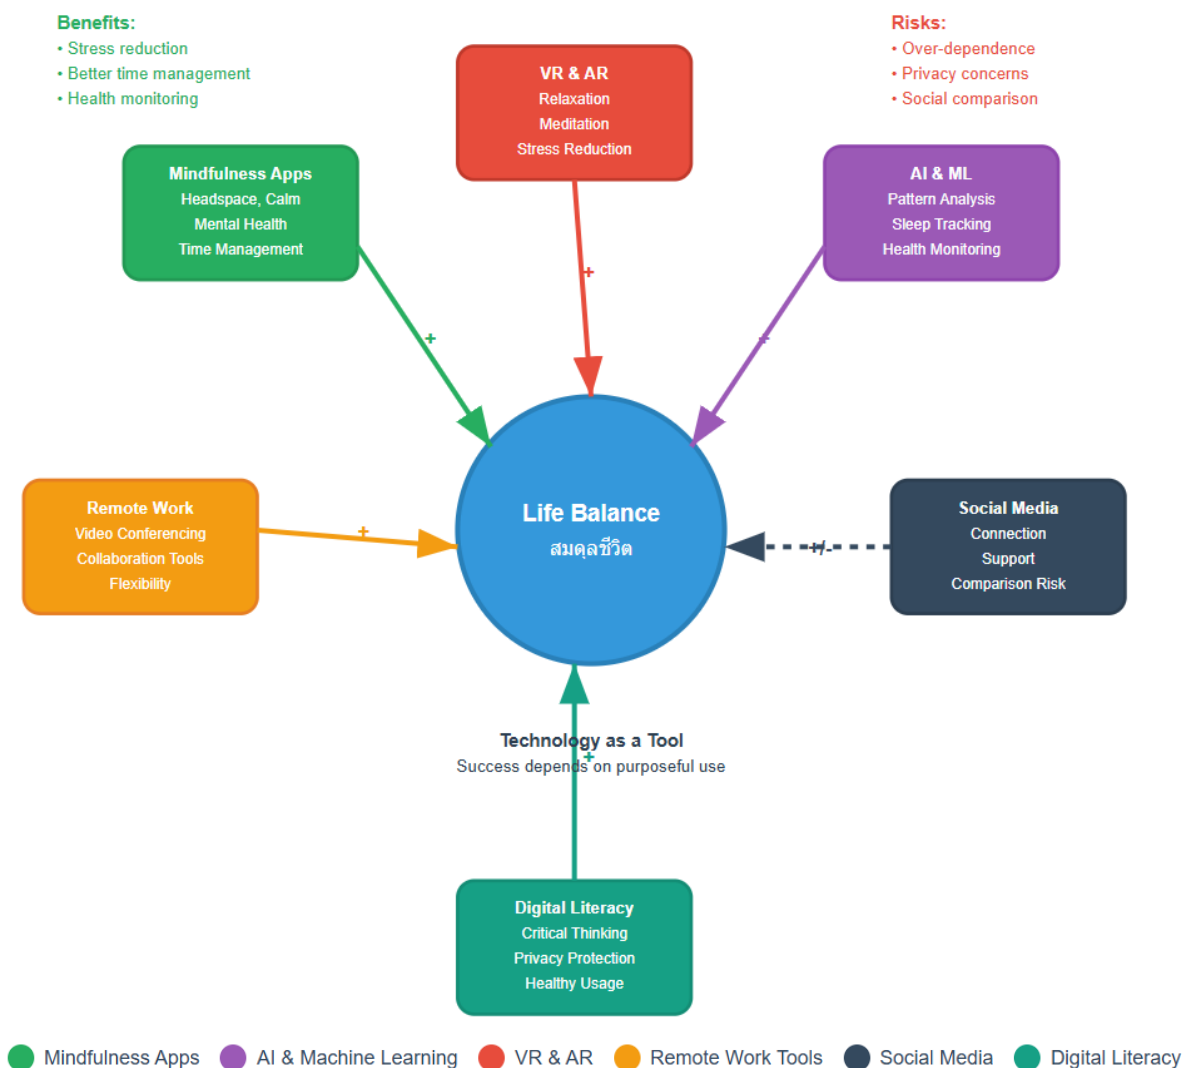 Benefits:
• Stress reduction
• Better time management
• Health monitoring
Risks:
• Over-dependence
• Privacy concerns
• Social comparison
VR & AR
Relaxation
Meditation
Stress Reduction
Mindfulness Apps
Headspace, Calm
Mental Health
Time Management
AI & ML
Pattern Analysis
Sleep Tracking
Health Monitoring
+
+
+
Remote Work
Video Conferencing
Collaboration Tools
Flexibility
+
Life Balance
สมดุลชีวิต
+/-
Social Media
Connection
Support
Comparison Risk
Technology as a Tool
+
Success depends on purposeful use
Digital Literacy
Critical Thinking
Privacy Protection
Healthy Usage
Mindfulness Apps
AI & Machine Learning
VR & AR
Remote Work Tools
Social Media
Digital Literacy